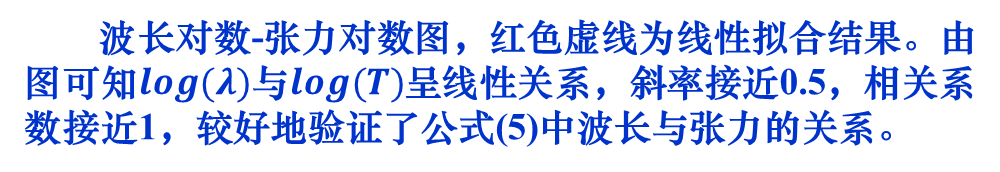 波长对数-张力对数图，红色虚线为线性拟合结果。由
图可知log(λ)与log(T)呈线性关系，斜率接近0.5，相关系
数接近1，较好地验证了公式(5)中波长与张力的关系。